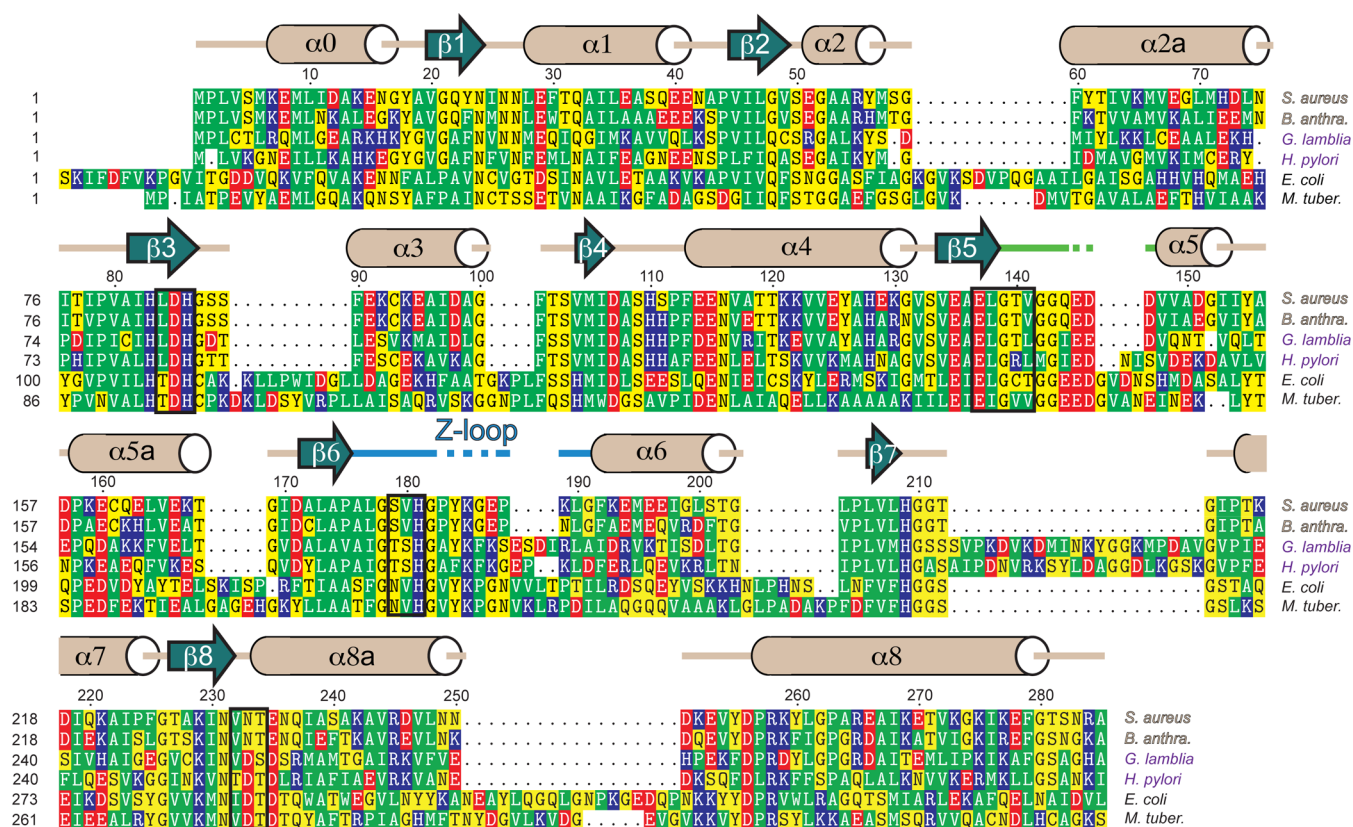 α0 β1 α1 β2 α2 α2a
10 20 30 40 50 60 70
1 MPLVSMKEMLIDAKENGYAVGQYNINNLEFTQAILEASQEENAPVILGVSEGAARYMSG.............FYTIVKMVEGLMHDLN S. aureus
1 MPLVSMKEMLNKALEGKYAVGQFNMNNLEWTQAILAAAEEEKSPVILGVSEGAARHMTG.............FKTVVAMVKALIEEMN B. anthra.
1 MPLCTLRQMLGEARKHKYGVGAFNVNNMEQIQGIMKAVVQLKSPVILQCSRGALKYS.D.............MIYLKKLCEAALEKH. G. lamblia
1 M.LVKGNEILLKAHKEGYGVGAFNFVNFEMLNAIFEAGNEENSPLFIQASEGAIKYM.G.............IDMAVGMVKIMCERY. H. pylori
1 SKIFDFVKPGVITGDDVQKVFQVAKENNFALPAVNCVGTDSINAVLETAAKVKAPVIVQFSNGGASFIAGKGVKSDVPQGAAILGAISGAHHVHQMAEH E. coli
1 MP.IATPEVYAEMLGQAKQNSYAFPAINCTSSETVNAAIKGFADAGSDGIIQFSTGGAEFGSGLGVK......DMVTGAVALAEFTHVIAAK M. tuber.
β3 α3 β4 α4 β5 α5
80 90 100 110 120 130 140 150
76 ITIPVAIHLDHGSS..........FEKCKEAIDAG....FTSVMIDASHSPFEENVATTKKVVEYAHEKGVSVEAELGTVGGQED....DVVADGIIYA S. aureus
76 ITVPVAIHLDHGSS..........FEKCKEAIDAG....FTSVMIDASHHPFEENVETTKKVVEYAHARNVSVEAELGTVGGQED....DVIAEGVIYA B. anthra.
74 PDIPICIHLDHGDT..........LESVKMAIDLG....FSSVMIDASHHPFDENVRITKEVVAYAHARSVSVEAELGTLGGIEE....DVQNT.VQLT G. lamblia
73 PHIPVALHLDHGTT..........FESCEKAVKAG....FTSVMIDASHHAFEENLELTSKVVKMAHNAGVSVEAELGRLMGIED..NISVDEKDAVLV H. pylori
100 YGVPVILHTDHCAK.KLLPWIDGLLDAGEKHFAATGKPLFSSHMIDLSEESLQENIEICSKYLERMSKIGMTLEIELGCTGGEEDGVDNSHMDASALYT E. coli
86 YPVNVALHTDHCPKDKLDSYVRPLLAISAQRVSKGGNPLFQSHMWDGSAVPIDENLAIAQELLKAAAAAKIILEIEIGVVGGEEDGVANEINEK..LYT M. tuber.
α5a β6 Z-loop α6 β7
160 170 180 190 200 210
157 DPKECQELVEKT.....GIDALAPALGSVHGPYKGEP....KLGFKEMEEIGLSTG........IPLVLHGGT.....................GIPTK S. aureus
157 DPAECKHLVEAT.....GIDCLAPALGSVHGPYKGEP....NLGFAEMEQVRDFTG........VPLVLHGGT.....................GIPTA B. anthra.
154 EPQDAKKFVELT.....GVDALAVAIGTSHGAYKFKSESDIRLAIDRVKTISDLTG........IPLVMHGSSSVPKDVKDMINKYGGKMPDAVGVPIE G. lamblia
156 NPKEAEQFVKES.....QVDYLAPAIGTSHGAFKFKGEP..KLDFERLQEVKRLTN........IPLVLHGASAIPDNVRKSYLDAGGDLKGSKGVPFE H. pylori
199 QPEDVDYAYTELSKISP.RFTIAASFGNVHGVYKPGNVVLTPTILRDSQEYVSKKHNLPHNS..LNFVFHGGS.....................GSTAQ E. coli
183 SPEDFEKTIEALGAGEHGKYLLAATFGNVHGVYKPGNVKLRPDILAQGQQVAAAKLGLPADAKPFDFVFHGGS.....................GSLKS M. tuber.
α7 β8 α8a α8
220 230 240 250 260 270 280
218 DIQKAIPFGTAKINVNTENQIASAKAVRDVLNN..................DKEVYDPRKYLGPAREAIKETVKGKIKEFGTSNRA S. aureus
218 DIEKAISLGTSKINVNTENQIEFTKAVREVLNK..................DQEVYDPRKFIGPGRDAIKATVIGKIREFGSNGKA B. anthra.
240 SIVHAIGEGVCKINVDSDSRMAMTGAIRKVFVE..................HPEKFDPRDYLGPGRDAITEMLIPKIKAFGSAGHA G. lamblia
240 FLQESVKGGINKVNTDTDLRIAFIAEVRKVANE..................DKSQFDLRKFFSPAQLALKNVVKERMKLLGSANKI H. pylori
273 EIKDSVSYGVVKMNIDTDTQWATWEGVLNYYKANEAYLQGQLGNPKGEDQPNKKYYDPRVWLRAGQTSMIARLEKAFQELNAIDVL E. coli
261 EIEEALRYGVVKMNVDTDTQYAFTRPIAGHMFTNYDGVLKVDG.....EVGVKKVYDPRSYLKKAEASMSQRVVQACNDLHCAGKS M. tuber.